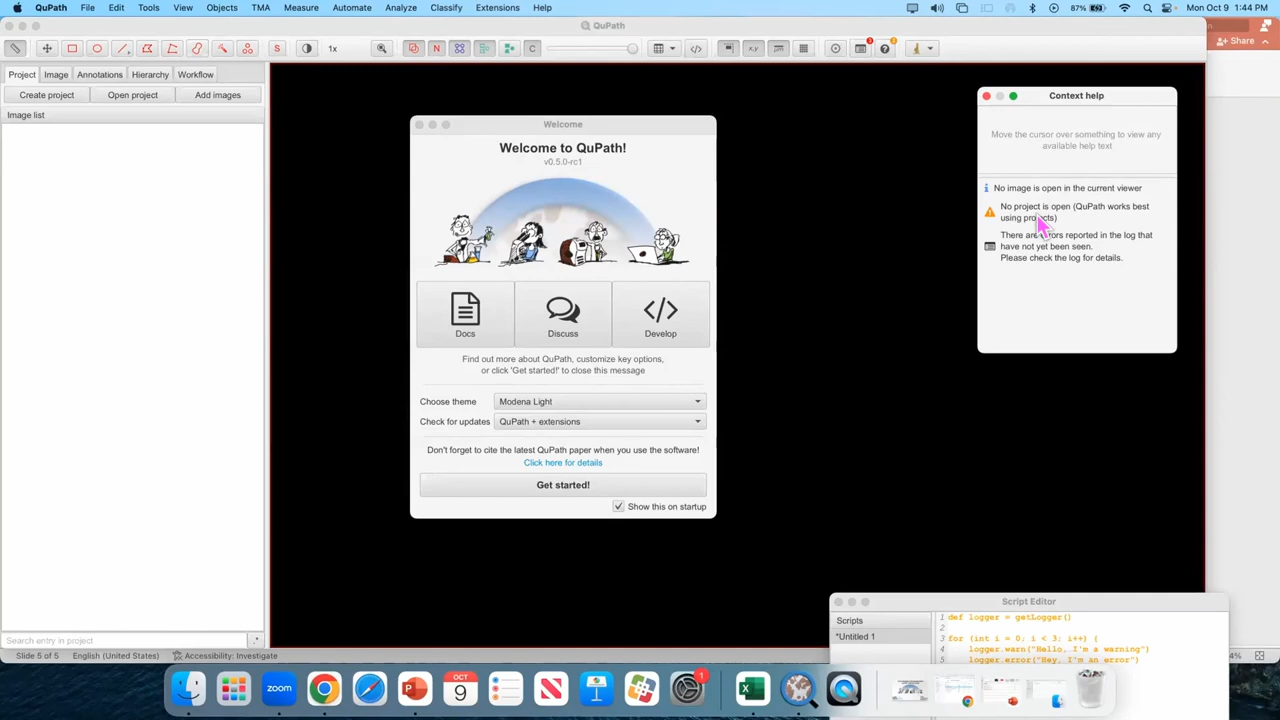 QuPath File Edit Tools View Objects TMA Measure Automate Analyze Classify Extensions Help
87% Mon Oct 9 1:44 PM
QuPath
Share
N S 1x C x,y
Project Image Annotations Hierarchy Workflow
Create project Open project Add images
Image list
Welcome
Welcome to QuPath!
v0.5.0-rc1
Docs Discuss Develop
Find out more about QuPath, customize key options,
or click 'Get started!' to close this message
Choose theme Modena Light
Check for updates QuPath + extensions
Don't forget to cite the latest QuPath paper when you use the software!
Click here for details
Get started!
Show this on startup
Context help
Move the cursor over something to view any
available help text
No image is open in the current viewer
No project is open (QuPath works best
using projects)
There are errors reported in the log that
have not yet been seen.
Please check the log for details.
Script Editor
Scripts
*Untitled 1
1 def logger = getLogger()
2
3 for (int i = 0; i < 3; i++) {
4 logger.warn("Hello, I'm a warning")
5 logger.error("Hey, I'm an error")
Search entry in project
Slide 5 of 5 English (United States) Accessibility: Investigate
4%
zoom
OCT
9
1